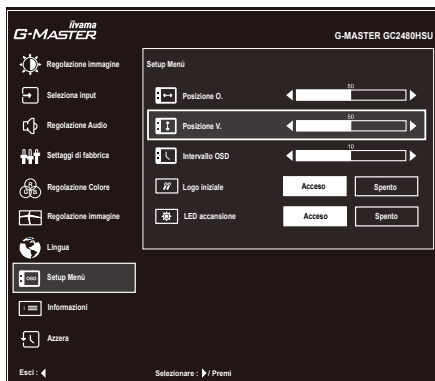 iiyama
G-MASTER
G-MASTER GC2480HSU
Regolazione immagine
Seleziona input
Regolazione Audio
Settaggi di fabbrica
Regolazione Colore
Regolazione immagine
Lingua
OSD Setup Menù
Informazioni
Azzera
Setup Menù
Posizione O. 50
Posizione V. 50
Intervallo OSD 10
Logo iniziale Acceso Spento
LED accansione Acceso Spento
Esci :
Selezionare : / Premi